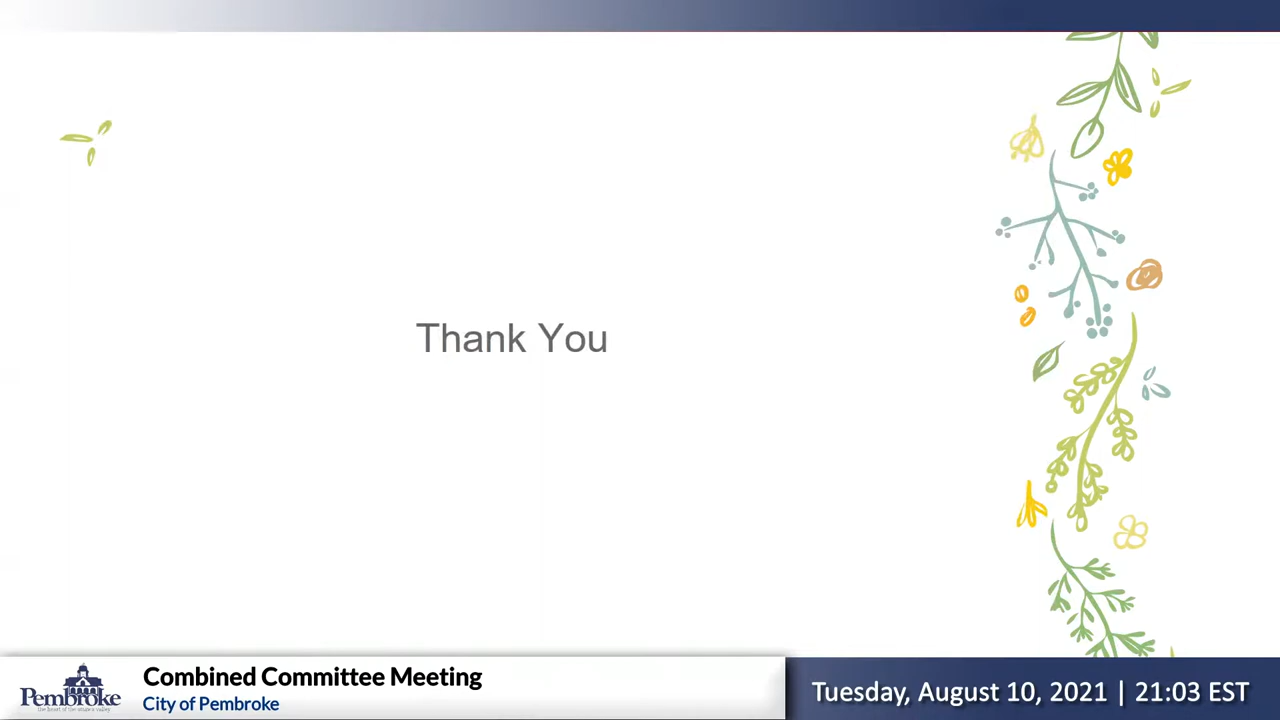 Thank You
Pembroke
Combined Committee Meeting
City of Pembroke
Tuesday, August 10, 2021 | 21:03 EST